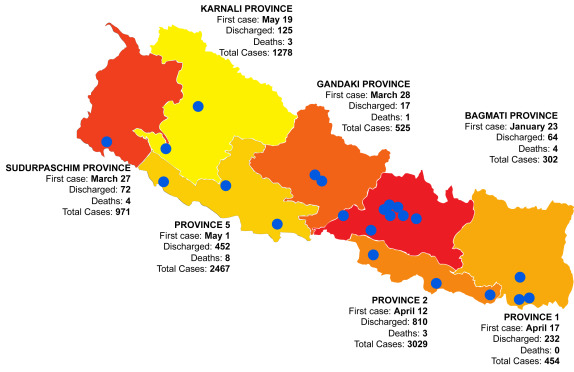 KARNALI PROVINCE
First case: May 19
Discharged: 125
Deaths: 3
Total Cases: 1278
GANDAKI PROVINCE
First case: March 28
Discharged: 17
Deaths: 1
Total Cases: 525
BAGMATI PROVINCE
First case: January 23
Discharged: 64
Deaths: 4
Total Cases: 302
SUDURPASCHIM PROVINCE
First case: March 27
Discharged: 72
Deaths: 4
Total Cases: 971
PROVINCE 5
First case: May 1
Discharged: 452
Deaths: 8
Total Cases: 2467
PROVINCE 2
First case: April 12
Discharged: 810
Deaths: 3
Total Cases: 3029
PROVINCE 1
First case: April 17
Discharged: 232
Deaths: 0
Total Cases: 454